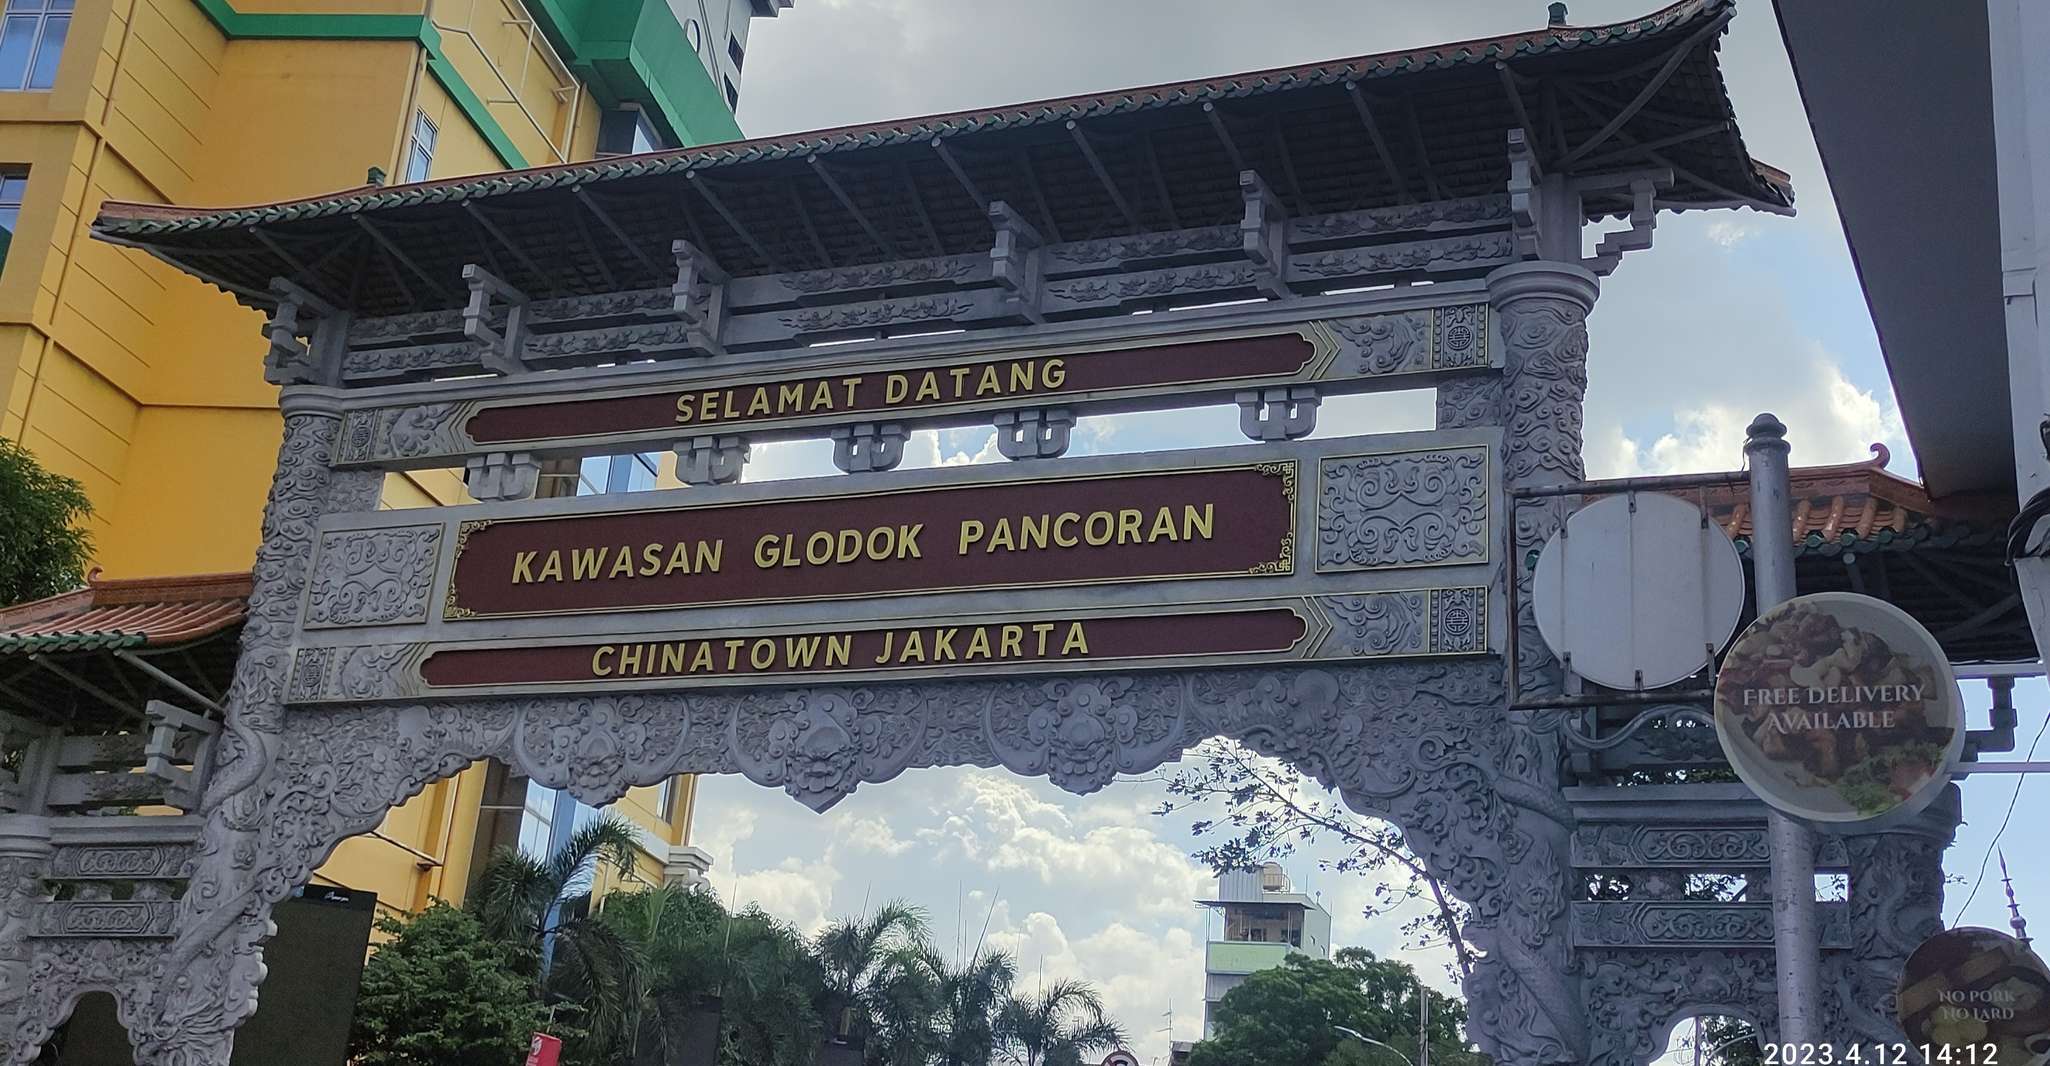 SELAMAT DATANG
KAWASAN GLODOK PANCORAN
CHINATOWN JAKARTA
FREE DELIVERY
AVAILABLE
NO PORK
NO LARD
2023.4.12 14:12